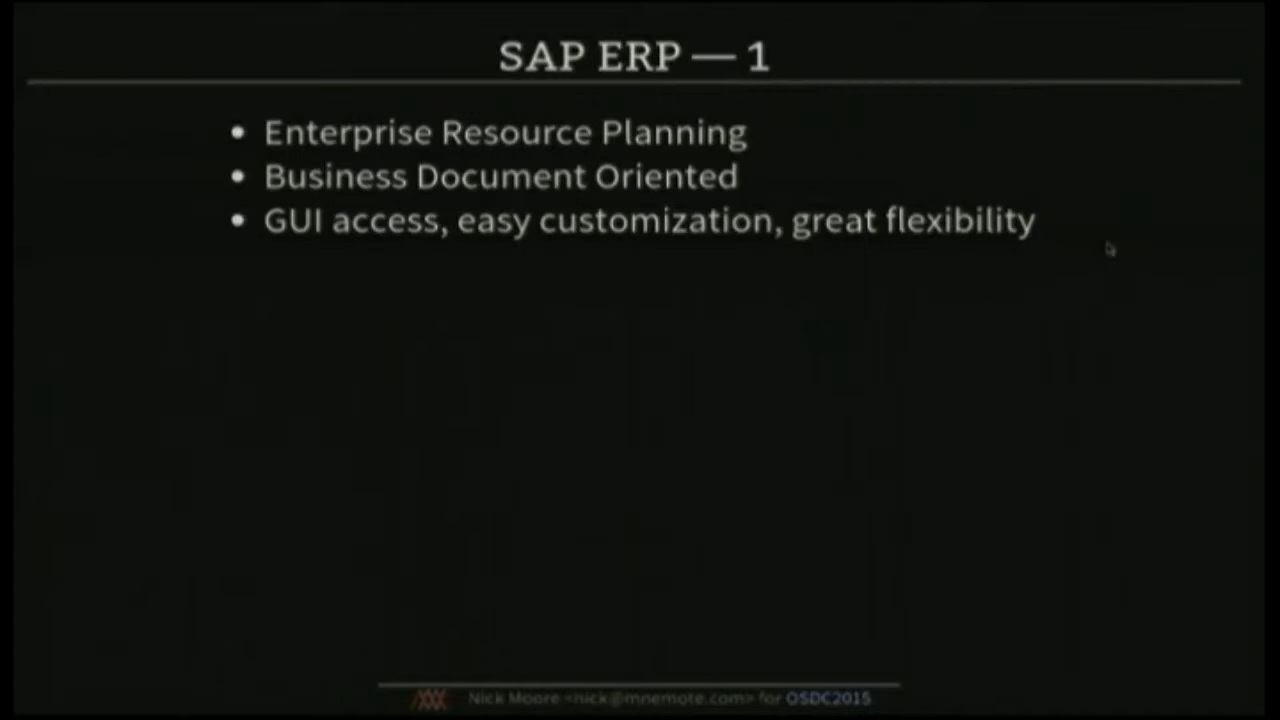 SAP ERP — 1
• Enterprise Resource Planning
• Business Document Oriented
• GUI access, easy customization, great flexibility
Nick Moore <nick@mnemote.com> for OSDC2015